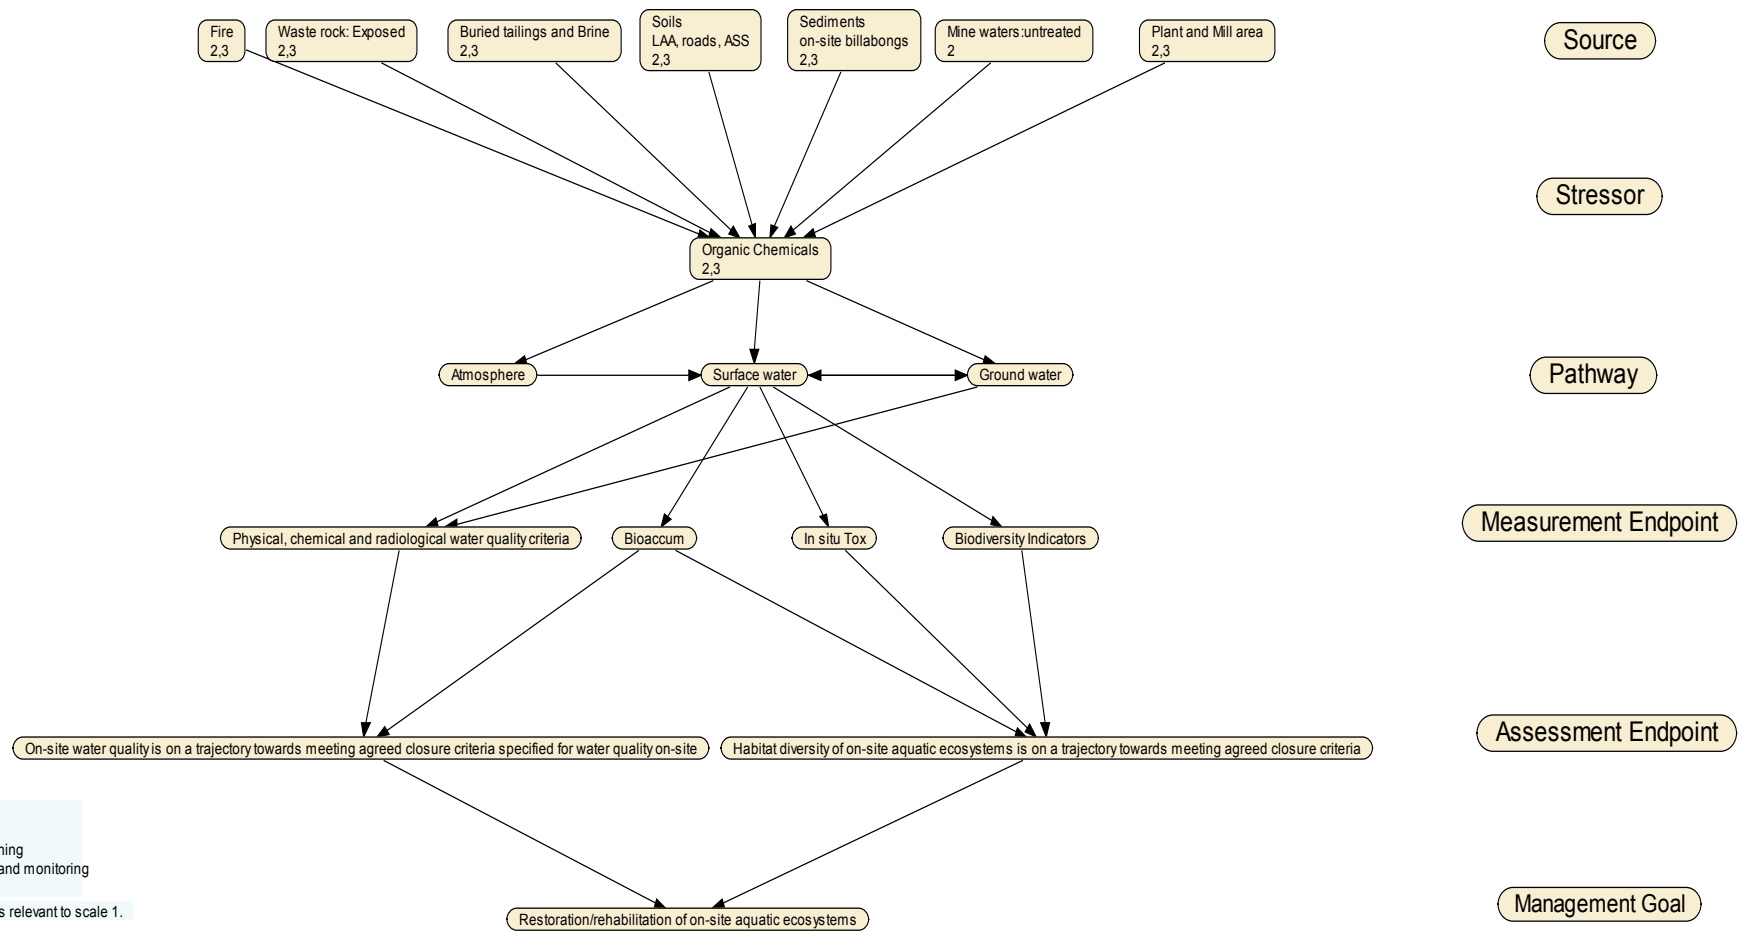 Fire
2,3
Waste rock: Exposed
2,3
Buried tailings and Brine
2,3
Soils
LAA, roads, ASS
2,3
Sediments
on-site billabongs
2,3
Mine waters:untreated
2
Plant and Mill area
2,3
Source
Stressor
Organic Chemicals
2,3
Atmosphere
Surface water
Ground water
Pathway
Measurement Endpoint
Physical, chemical and radiological water quality criteria
Bioaccum
In situ Tox
Biodiversity Indicators
Assessment Endpoint
On-site water quality is on a trajectory towards meeting agreed closure criteria specified for water quality on-site
Habitat diversity of on-site aquatic ecosystems is on a trajectory towards meeting agreed closure criteria
and monitoring
relevant to scale 1.
Management Goal
Restoration/rehabilitation of on-site aquatic ecosystems